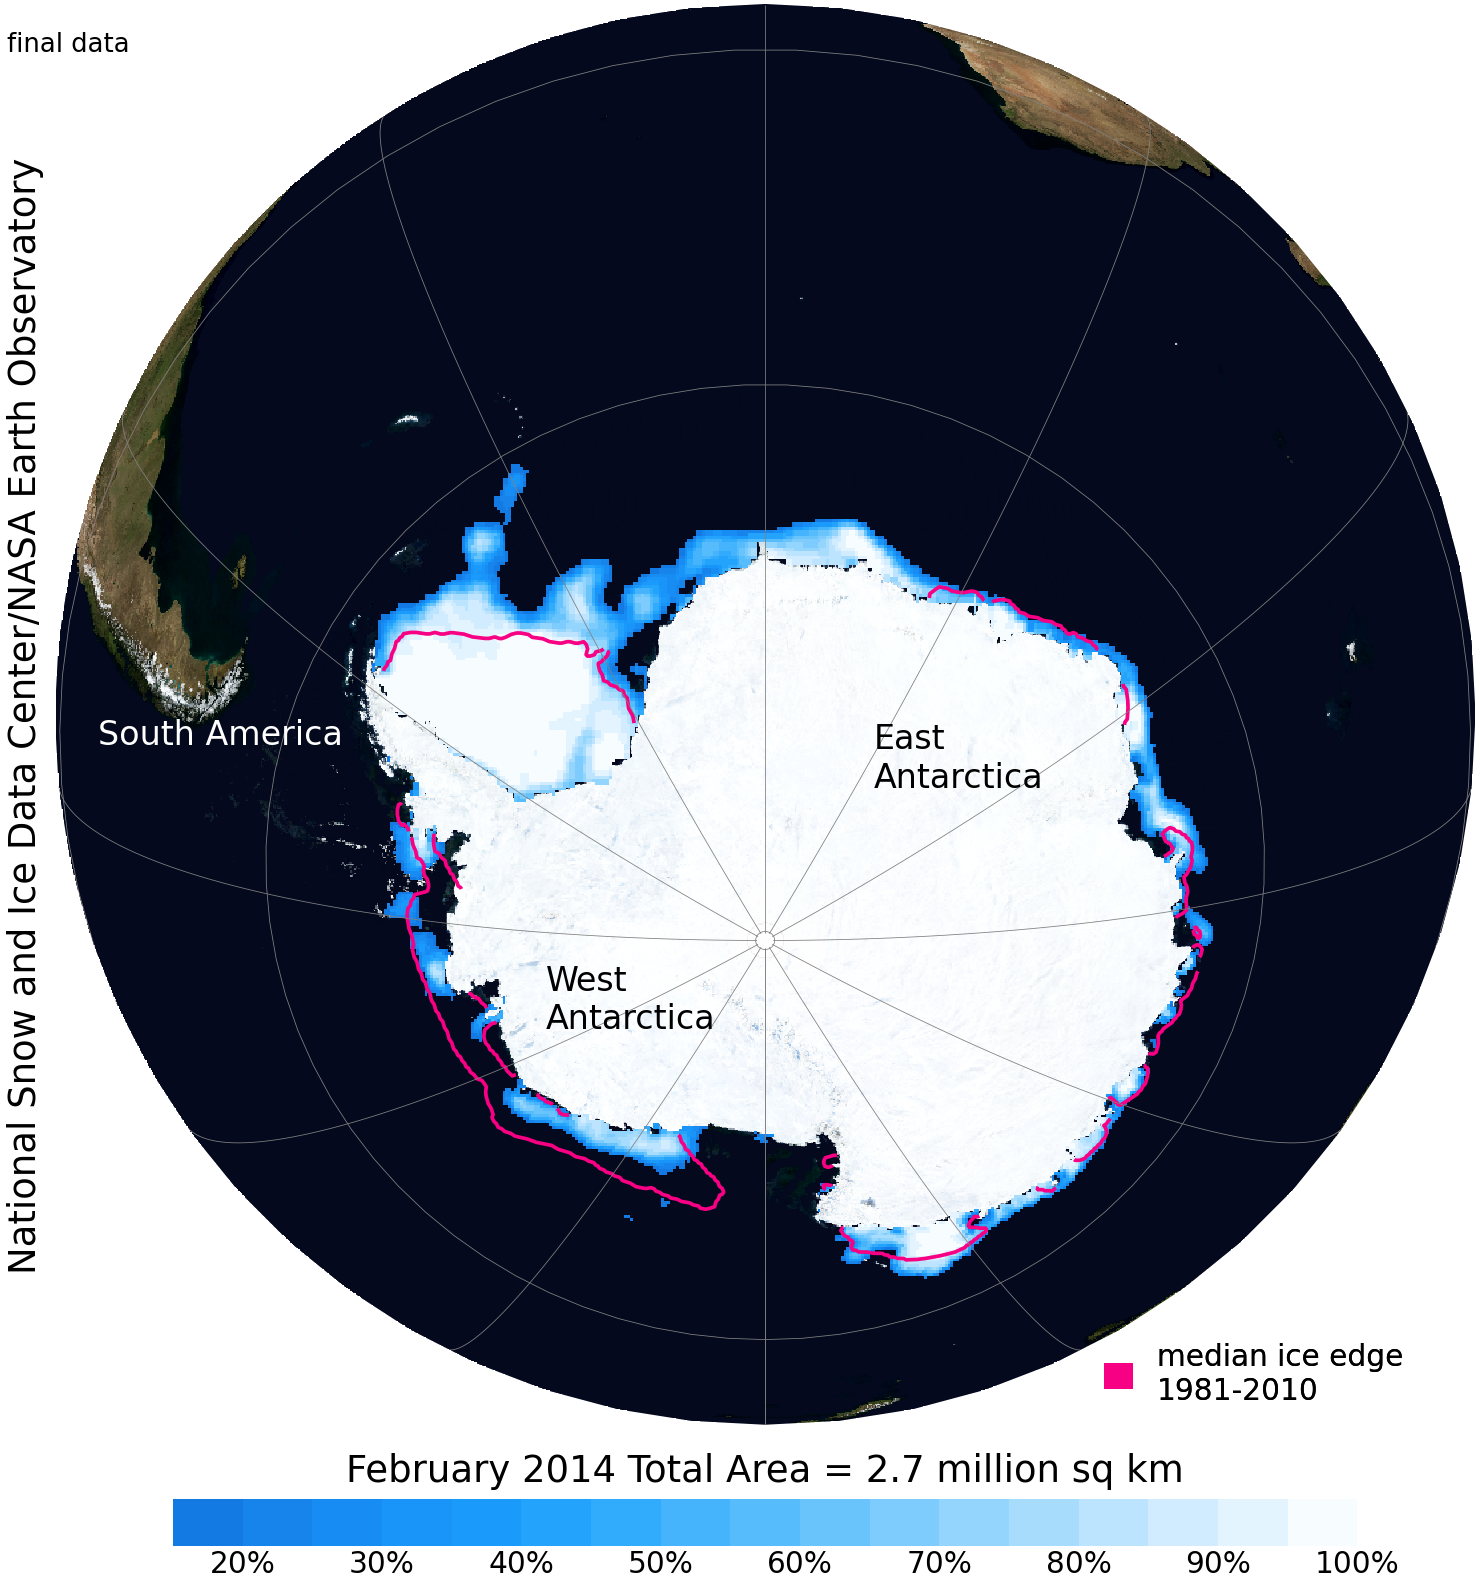 final data
National Snow and Ice Data Center/NASA Earth Observatory
South America
East
Antarctica
West
Antarctica
median ice edge
1981-2010
February 2014 Total Area = 2.7 million sq km
20% 30% 40% 50% 60% 70% 80% 90% 100%